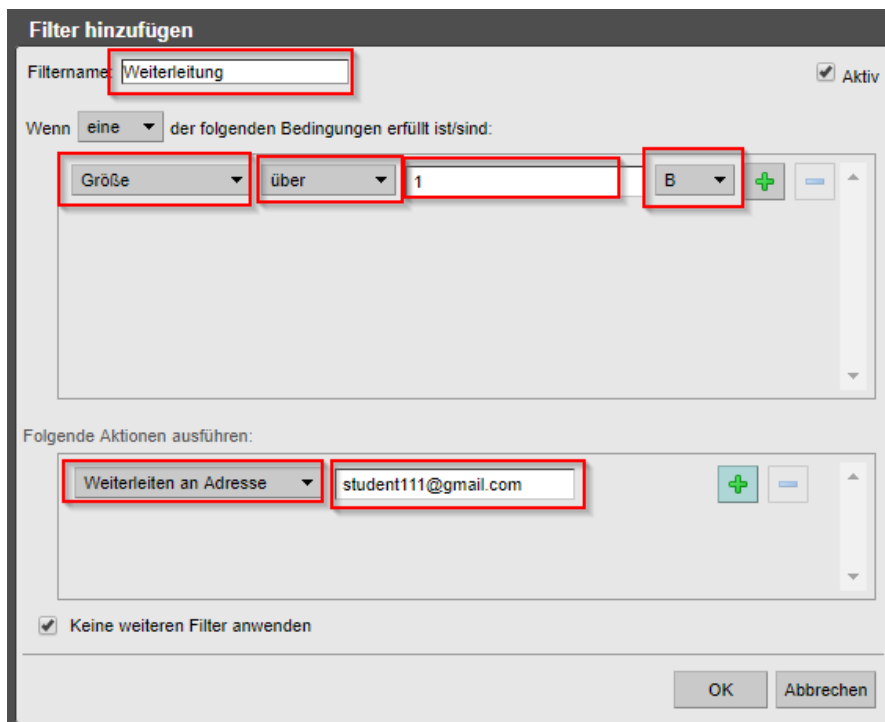 Filter hinzufügen
Filtername: Weiterleitung Aktiv
Wenn eine der folgenden Bedingungen erfüllt ist/sind:
Größe über 1 B
Folgende Aktionen ausführen:
Weiterleiten an Adresse student111@gmail.com
Keine weiteren Filter anwenden
OK Abbrechen